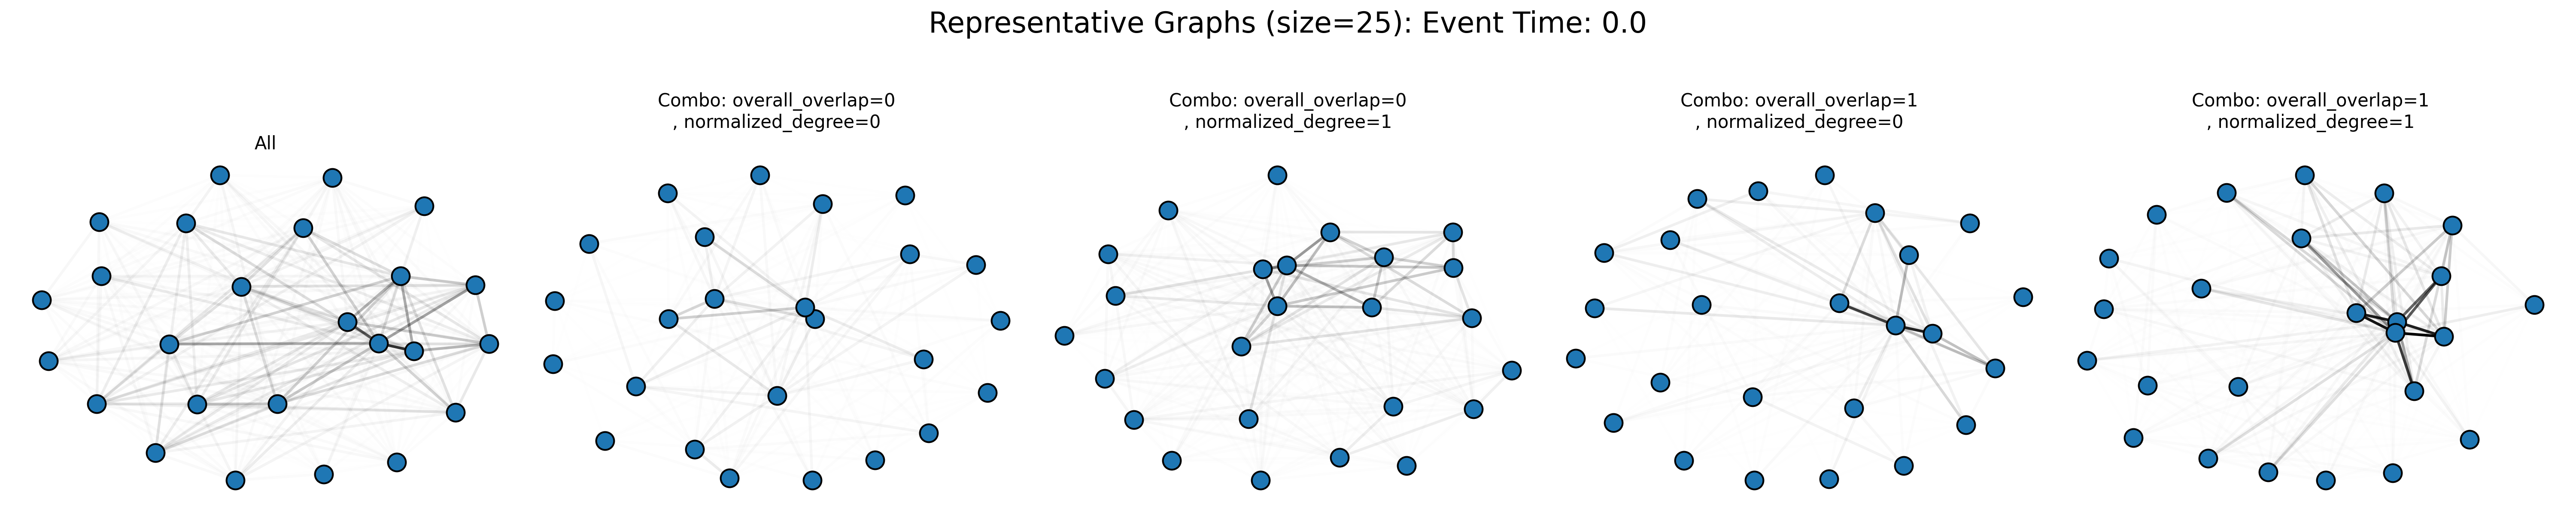 Representative Graphs (size=25): Event Time: 0.0
All
Combo: overall_overlap=0
, normalized_degree=0
Combo: overall_overlap=0
, normalized_degree=1
Combo: overall_overlap=1
, normalized_degree=0
Combo: overall_overlap=1
, normalized_degree=1